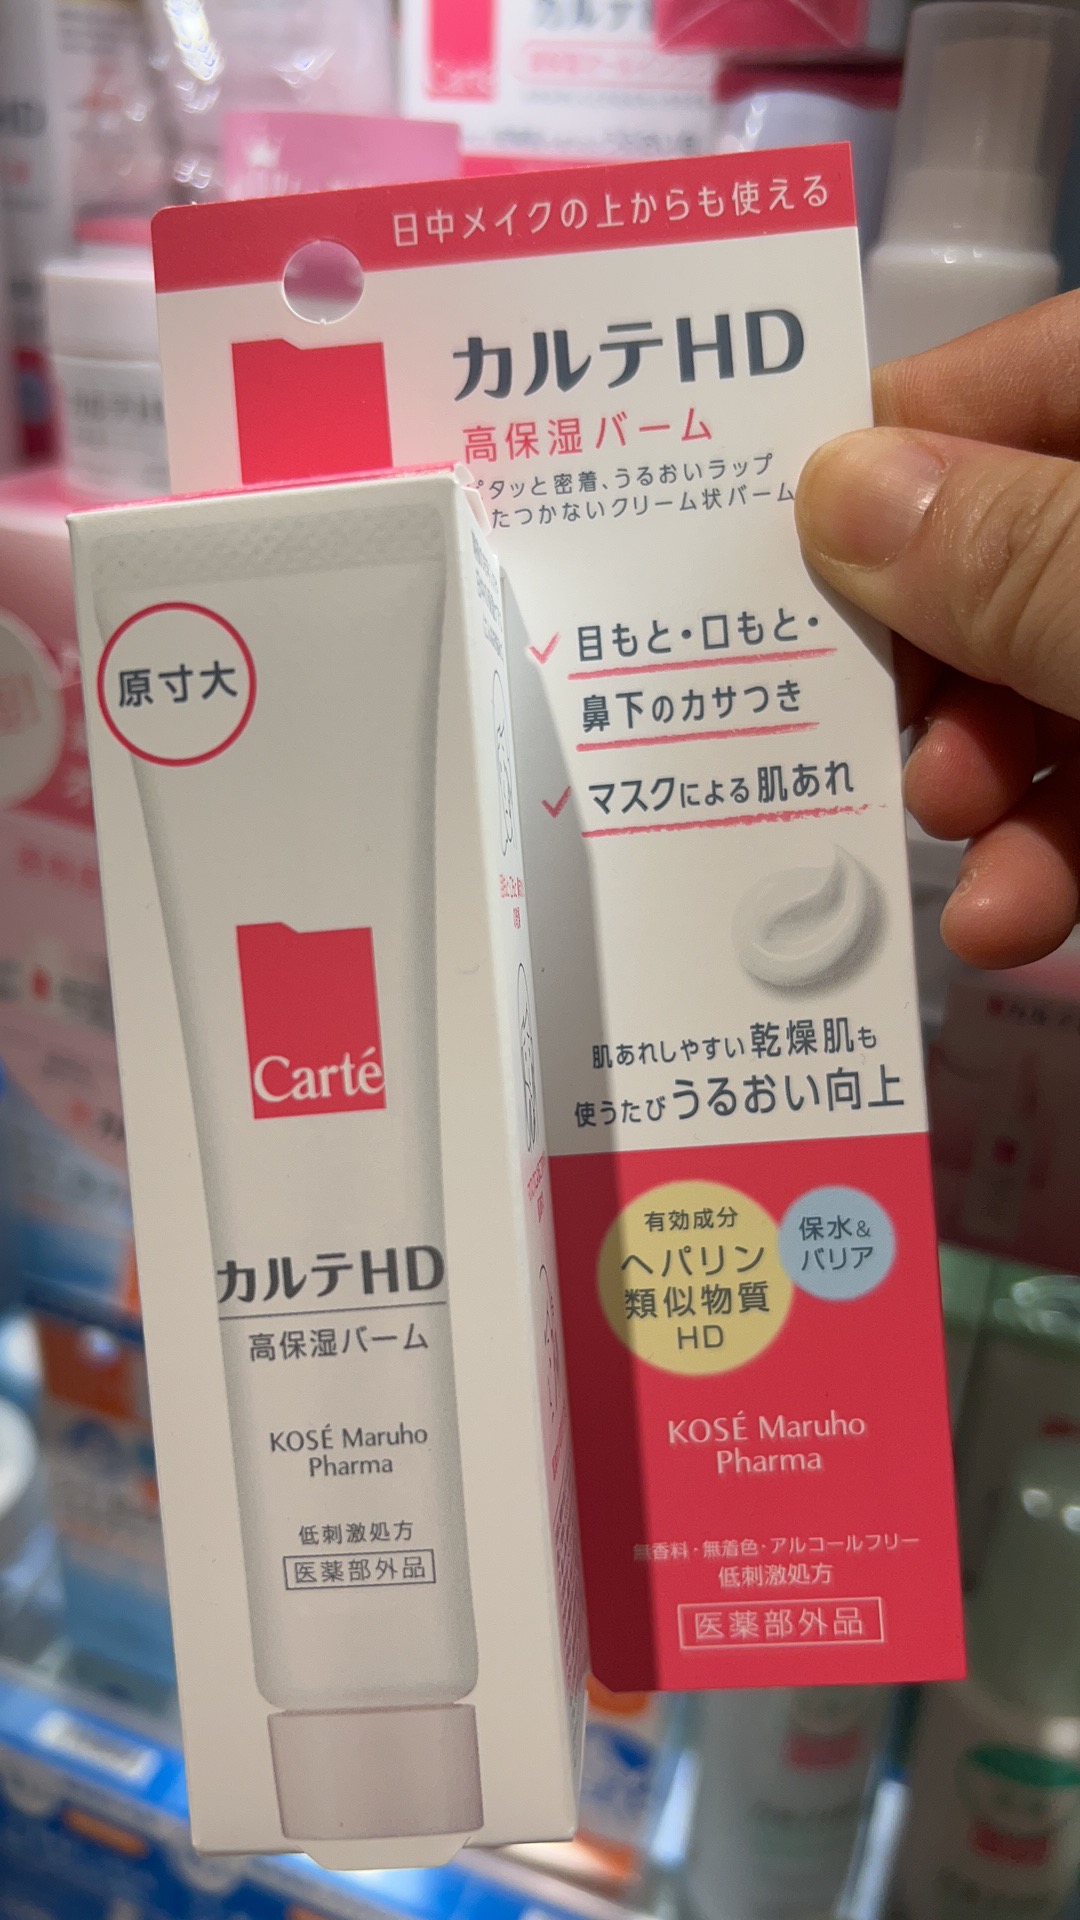 日中メイクの上からも使える
カルテHD
高保湿バーム
タッと密着、うるおいラップ
たつかないクリーム状バーム
目もと・口もと・
鼻下のカサつき
マスクによる肌あれ
肌あれしやすい乾燥肌も
使うたびうるおい向上
有効成分
ヘパリン
類似物質
HD
保水&
バリア
KOSÉ Maruho
Pharma
無香料・無着色・アルコールフリー
低刺激処方
医薬部外品
原寸大
Carté
カルテHD
高保湿バーム
KOSÉ Maruho
Pharma
低刺激処方
医薬部外品